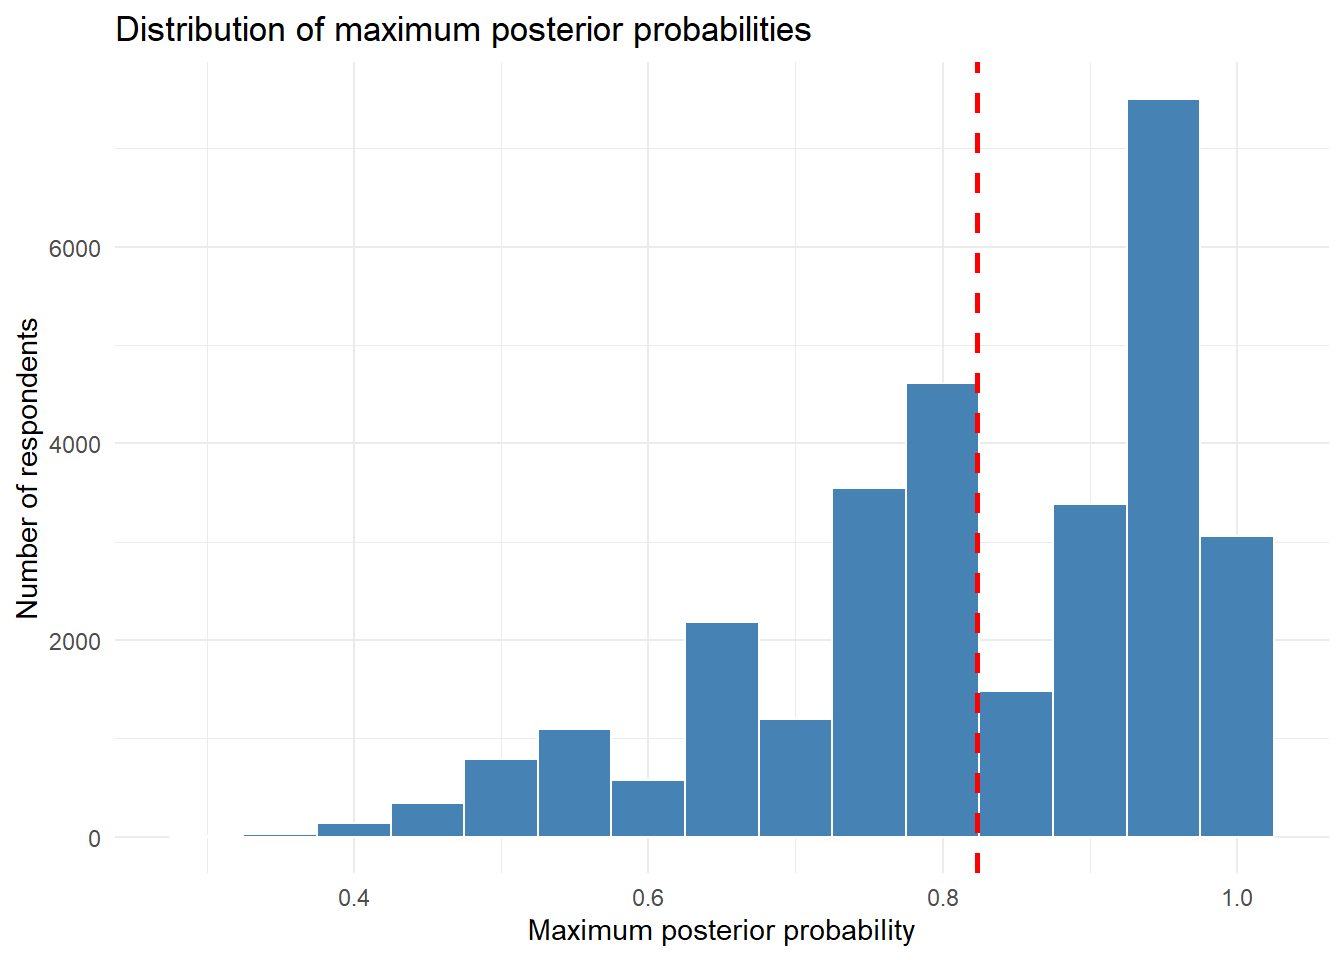 Distribution of maximum posterior probabilities
Number of respondents
6000
4000
2000
0
0.4 0.6 0.8 1.0
Maximum posterior probability